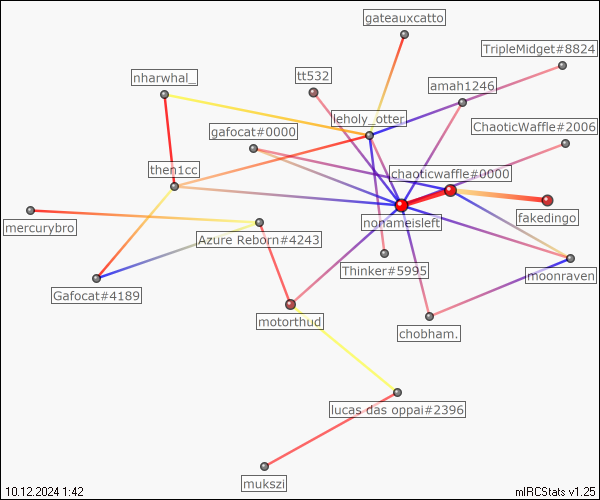 gateauxcatto
TripleMidget#8824
nharwhal_
tt532
amah1246
leholy_otter
gafocat#0000
ChaoticWaffle#2006
then1cc
chaoticwaffle#0000
mercurybro
nonameisleft
fakedingo
Azure Reborn#4243
Thinker#5995
moonraven
Gafocat#4189
motorthud
chobham.
lucas das oppai#2396
mukszi
10.12.2024 1:42
mIRCStats v1.25